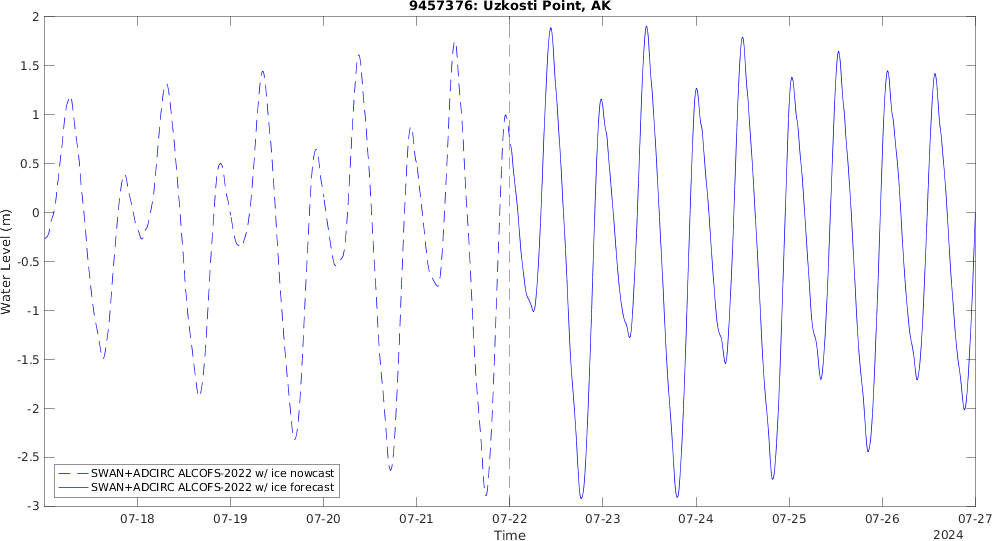 9457376: Uzkosti Point, AK
2
1.5
1
0.5
0
-0.5
-1
-1.5
-2
-2.5
-3
Water Level (m)
SWAN+ADCIRC ALCOFS-2022 w/ ice nowcast
SWAN+ADCIRC ALCOFS-2022 w/ ice forecast
07-18 07-19 07-20 07-21 07-22 07-23 07-24 07-25 07-26 07-27
Time
2024